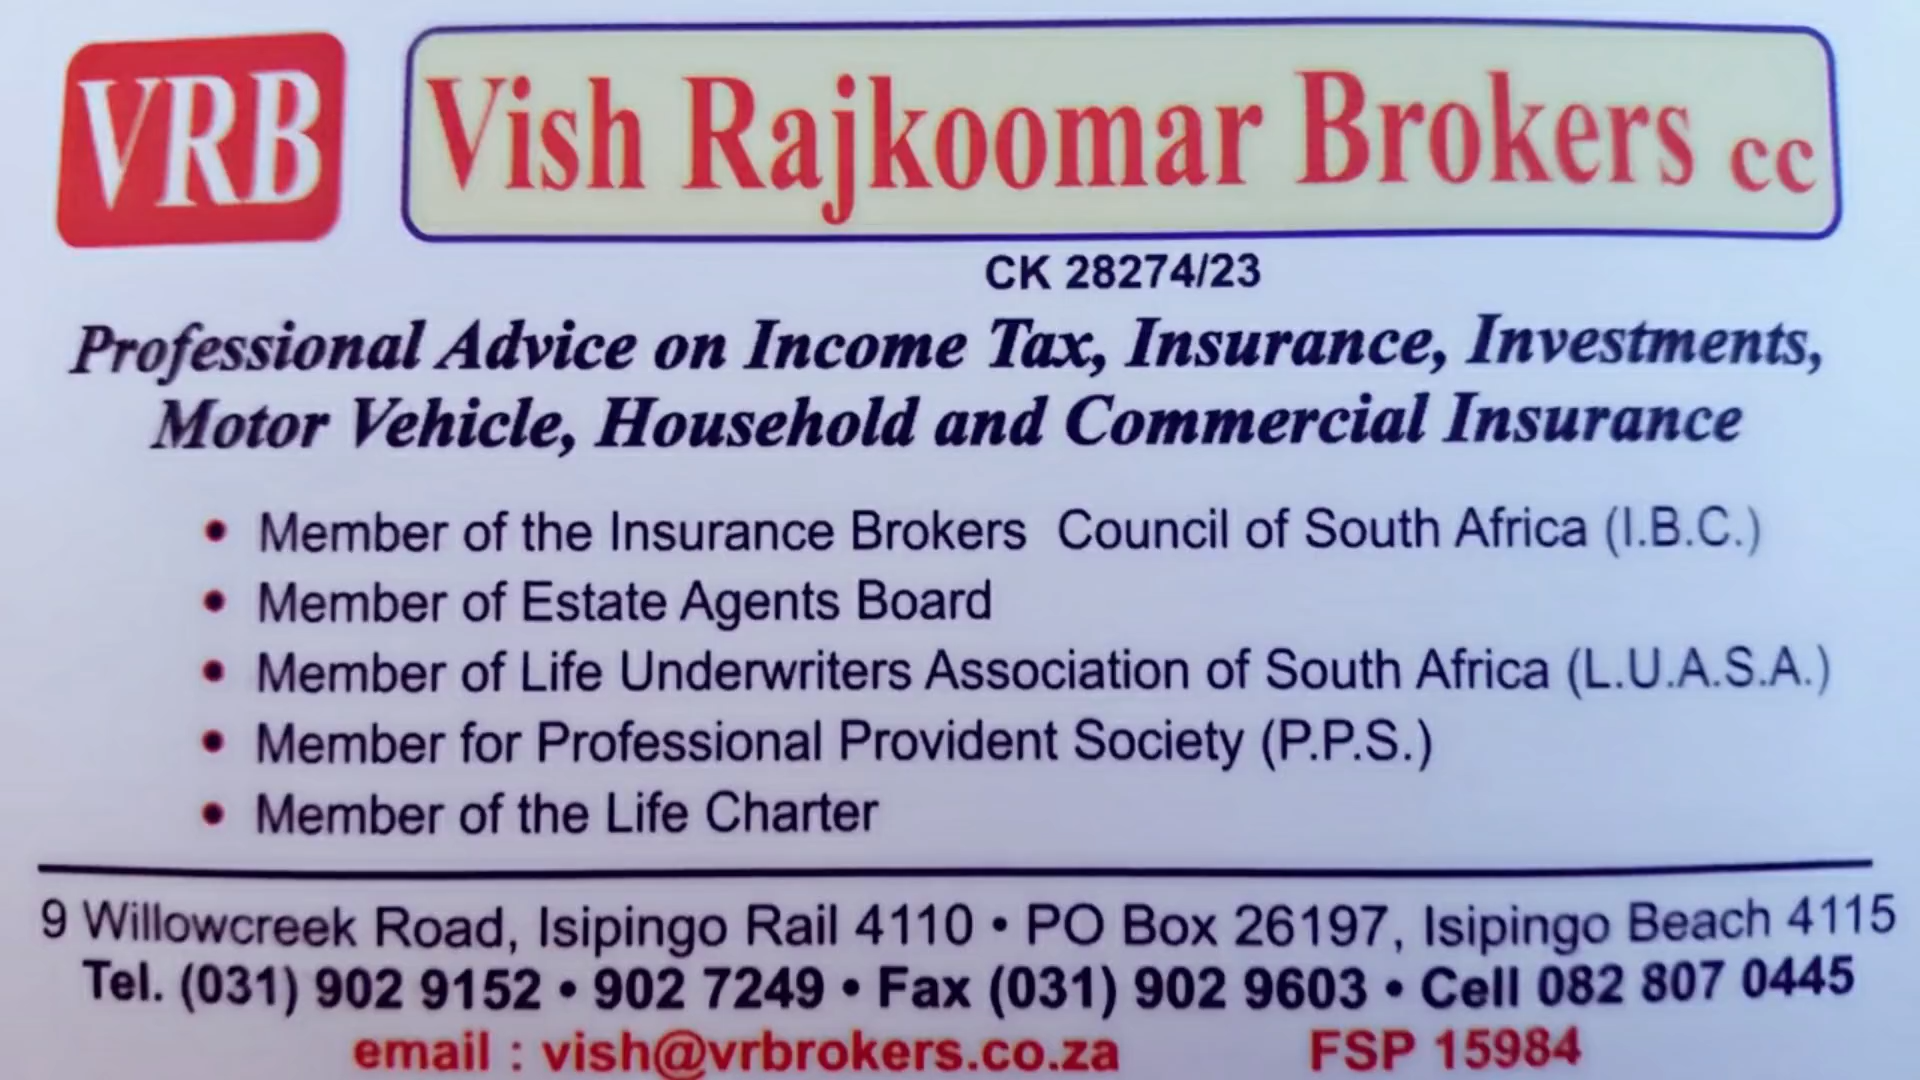 VRB
Vish Rajkoomar Brokers cc
CK 28274/23
Professional Advice on Income Tax, Insurance, Investments,
Motor Vehicle, Household and Commercial Insurance
• Member of the Insurance Brokers Council of South Africa (I.B.C.)
• Member of Estate Agents Board
• Member of Life Underwriters Association of South Africa (L.U.A.S.A.)
• Member for Professional Provident Society (P.P.S.)
• Member of the Life Charter
9 Willowcreek Road, Isipingo Rail 4110 • PO Box 26197, Isipingo Beach 4115
Tel. (031) 902 9152 • 902 7249 • Fax (031) 902 9603 • Cell 082 807 0445
email : vish@vrbrokers.co.za FSP 15984